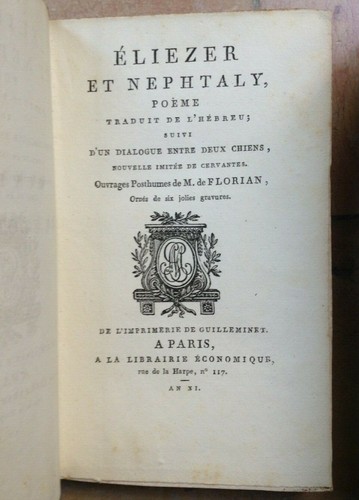 ÉLIEZER
ET NEPHTALY,
POËME
TRADUIT DE L'HÉBREU;
SUIVI
D'UN DIALOGUE ENTRE DEUX CHIENS,
NOUVELLE IMITÉE DE CERVANTES.
Ouvrages Posthumes de M. de FLORIAN,
Ornés de six jolies gravures.
DE L'IMPRIMERIE DE GUILLEMINET.
A PARIS,
A LA LIBRAIRIE ÉCONOMIQUE,
rue de la Harpe, n° 117.
AN XI.